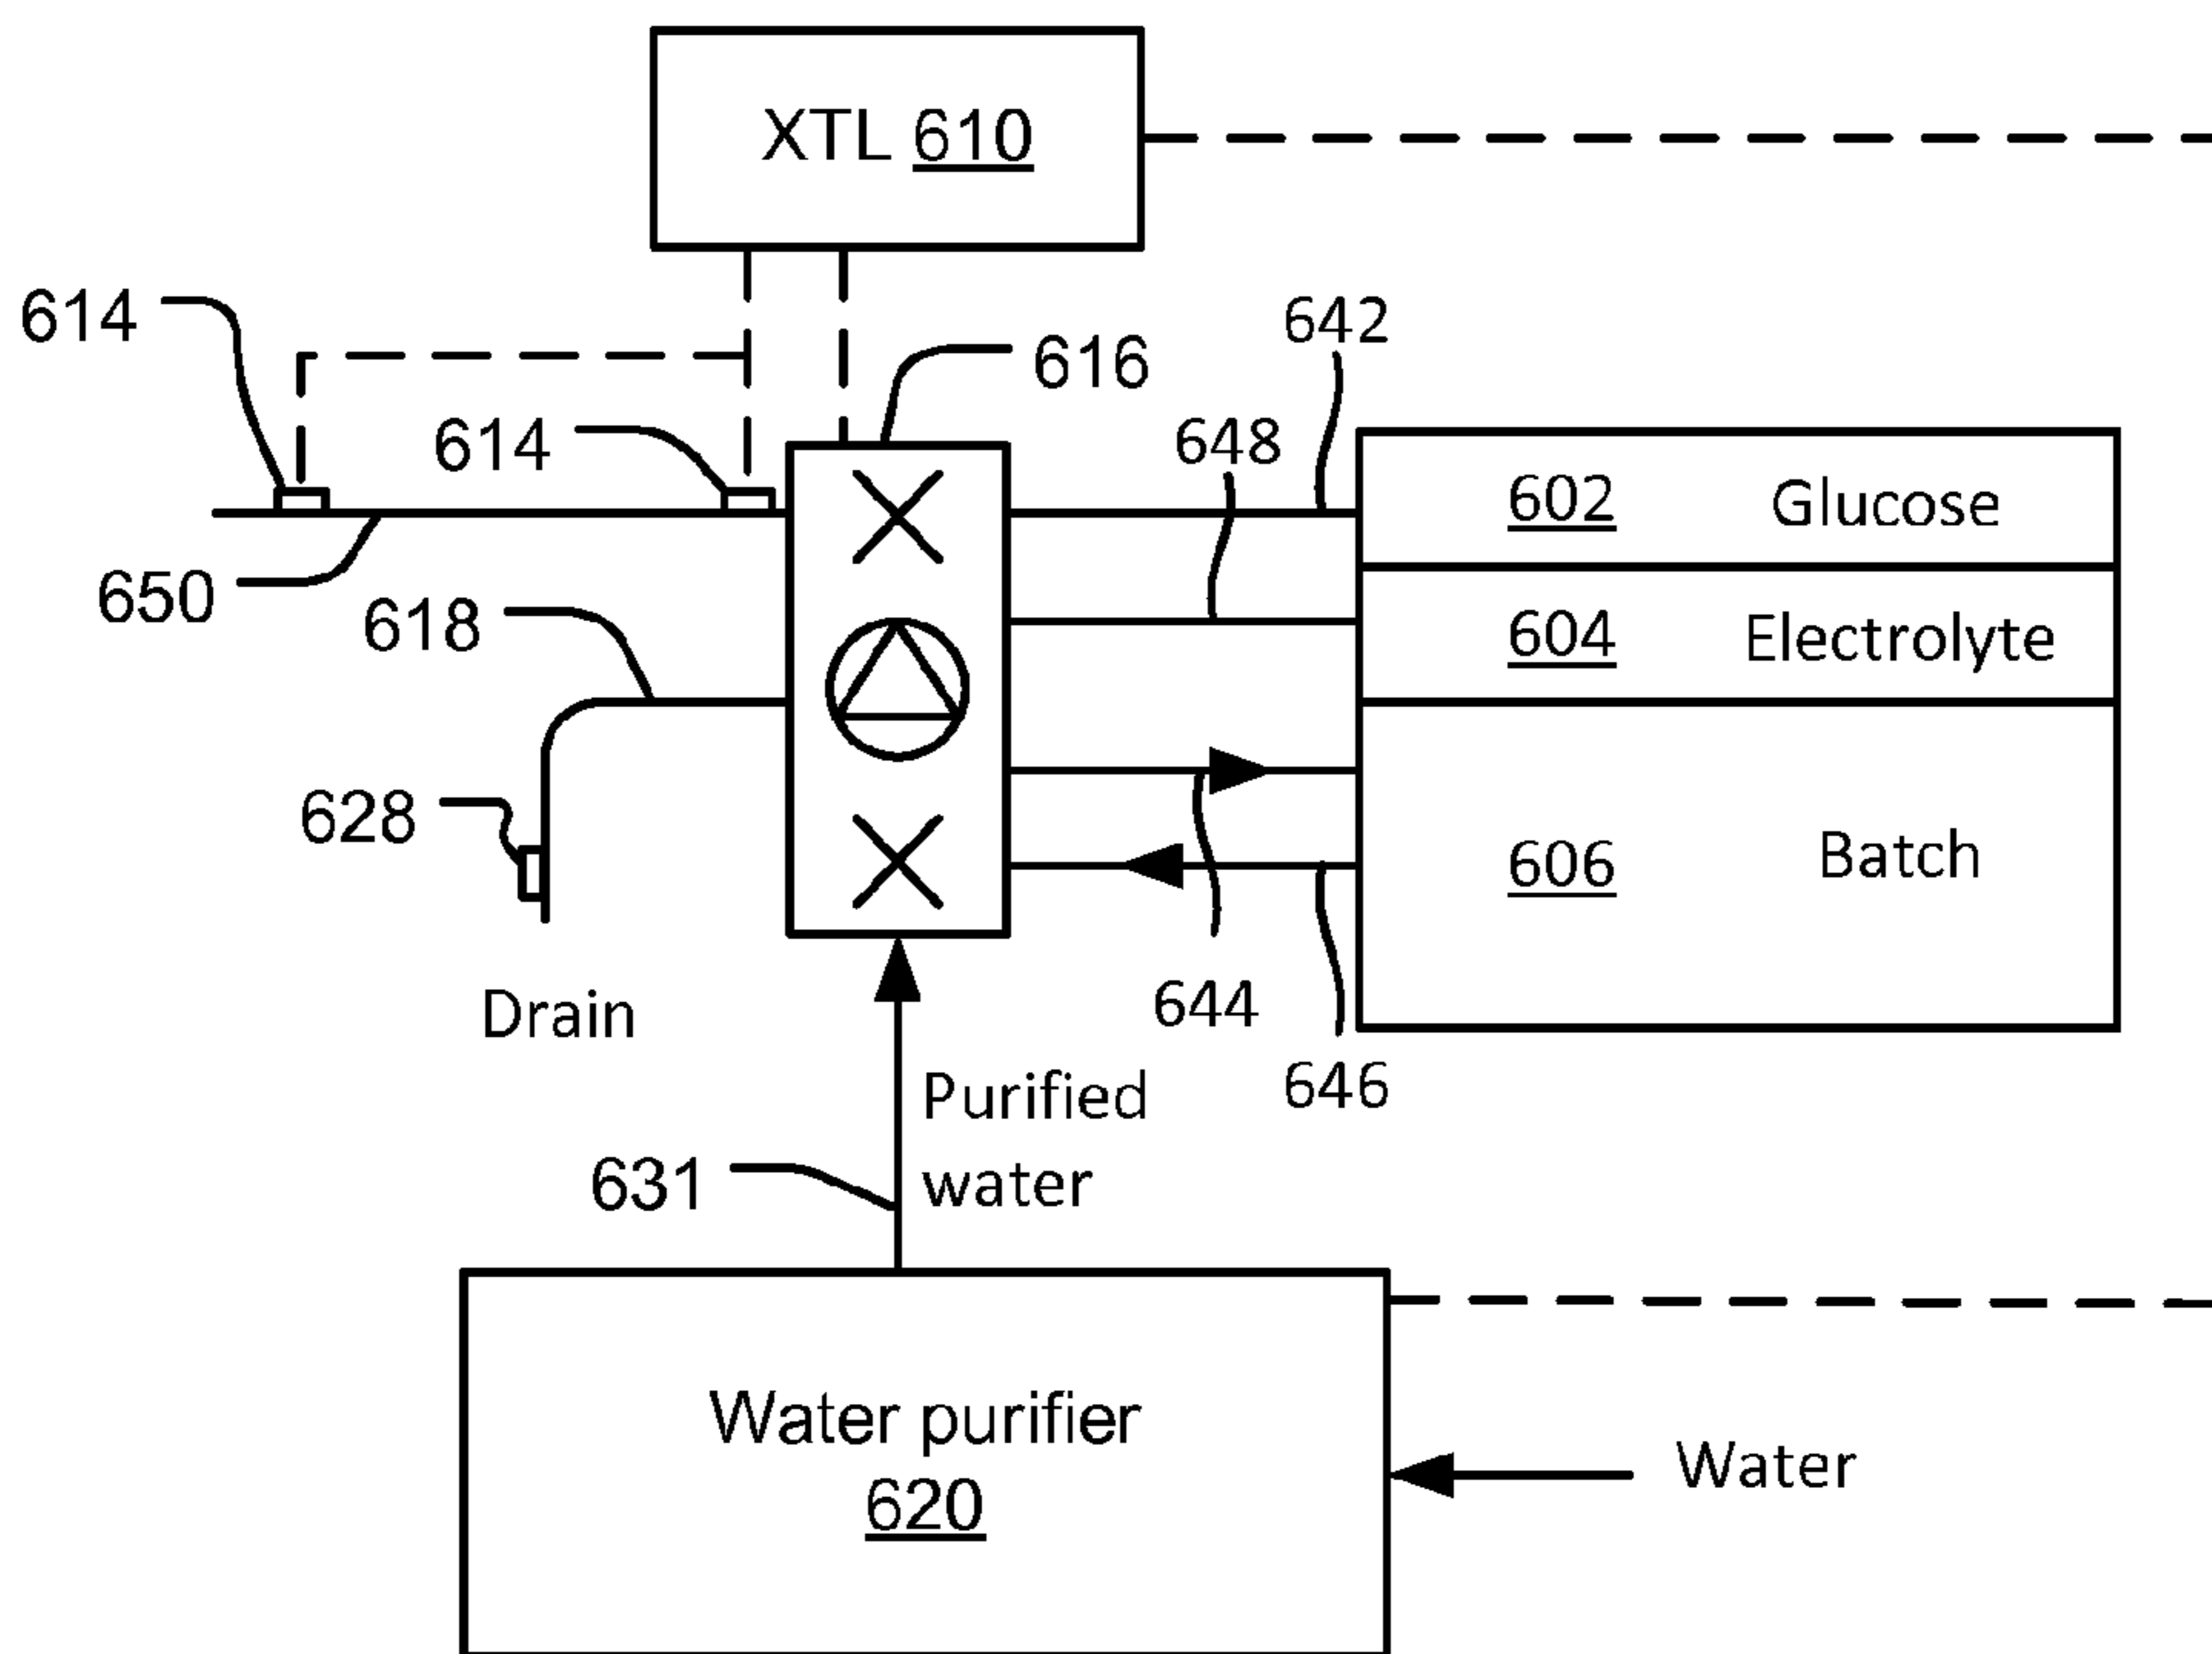 XTL 610
614
642
616
614
648
602 Glucose
650
618
604 Electrolyte
628
606 Batch
Drain
644
646
Purified
water
631
Water purifier
620
Water